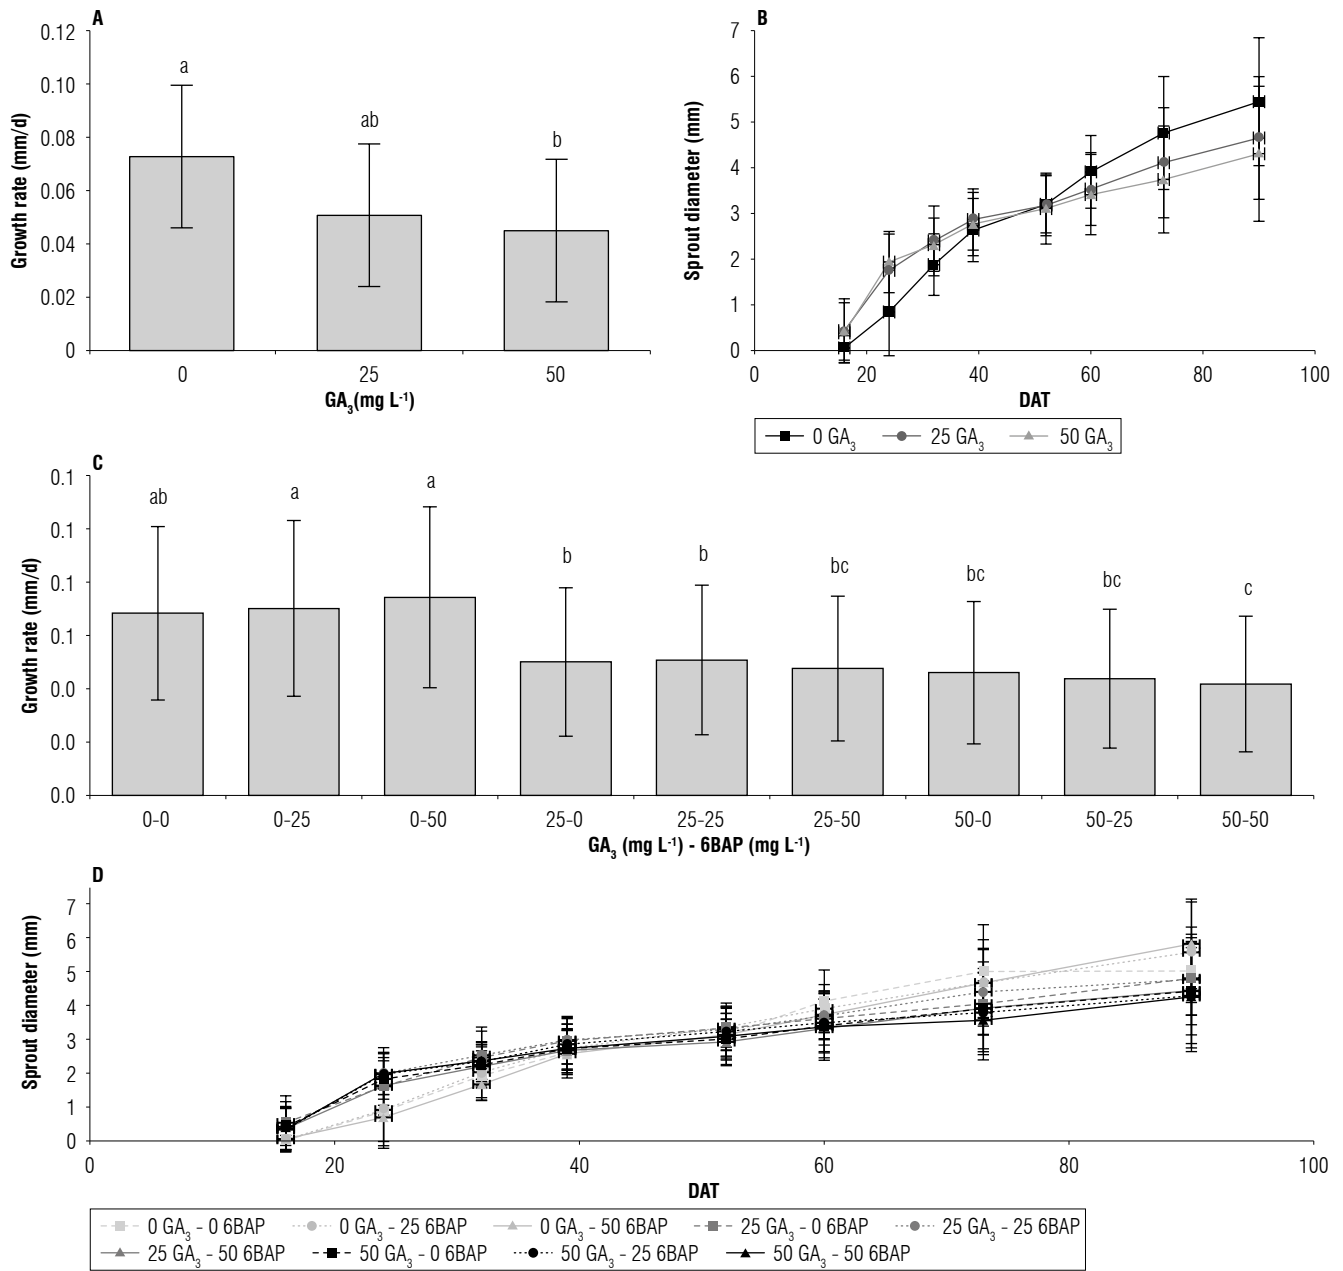 A
0.12
0.10
0.08
0.06
0.04
0.02
0
Growth rate (mm/d)
a
ab
b
0 25 50
GA3(mg L-1)
B
7
6
5
4
3
2
1
0
Sprout diameter (mm)
0 20 40 60 80 100
DAT
0 GA3 25 GA3 50 GA3
C
0.1
0.1
0.1
0.1
0.0
0.0
0.0
Growth rate (mm/d)
ab a a b b bc bc bc c
0-0 0-25 0-50 25-0 25-25 25-50 50-0 50-25 50-50
GA3 (mg L-1) - 6BAP (mg L-1)
D
7
6
5
4
3
2
1
0
Sprout diameter (mm)
0 20 40 60 80 100
DAT
0 GA3 - 0 6BAP 0 GA3 - 25 6BAP 0 GA3 - 50 6BAP 25 GA3 - 0 6BAP 25 GA3 - 25 6BAP
25 GA3 - 50 6BAP 50 GA3 - 0 6BAP 50 GA3 - 25 6BAP 50 GA3 - 50 6BAP